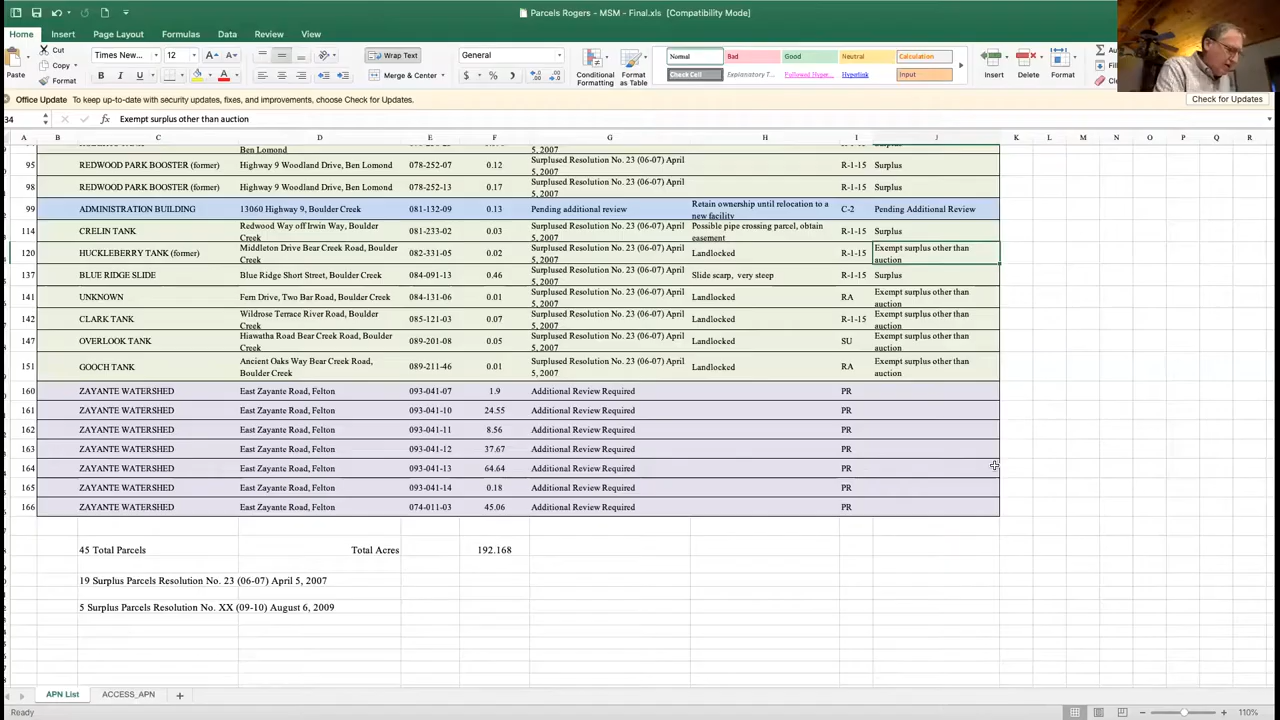 Parcels Rogers - MSM - Final.xls [Compatibility Mode]
Home Insert Page Layout Formulas Data Review View
Cut
Copy
Format
Paste
Times New... 12
Wrap Text
Merge & Center
General
Conditional Formatting
Format as Table
Normal Bad Good Neutral Calculation
Check Cell Explanatory T... Followed Hyper... Hyperlink Input
Insert Delete Format
Office Update To keep up-to-date with security updates, fixes, and improvements, choose Check for Updates.
Check for Updates
34 fx Exempt surplus other than auction
A B C D E F G H I J K L M N O P Q R
Ben Lomond 5, 2007
95 REDWOOD PARK BOOSTER (former) Highway 9 Woodland Drive, Ben Lomond 078-252-07 0.12 Surplused Resolution No. 23 (06-07) April 5, 2007 R-1-15 Surplus
98 REDWOOD PARK BOOSTER (former) Highway 9 Woodland Drive, Ben Lomond 078-252-13 0.17 Surplused Resolution No. 23 (06-07) April 5, 2007 R-1-15 Surplus
99 ADMINISTRATION BUILDING 13060 Highway 9, Boulder Creek 081-132-09 0.13 Pending additional review Retain ownership until relocation to a new facility C-2 Pending Additional Review
114 CRELIN TANK Redwood Way off Irwin Way, Boulder Creek 081-233-02 0.03 Surplused Resolution No. 23 (06-07) April 5, 2007 Possible pipe crossing parcel, obtain easement R-1-15 Surplus
120 HUCKLEBERRY TANK (former) Middleton Drive Bear Creek Road, Boulder Creek 082-331-05 0.02 Surplused Resolution No. 23 (06-07) April 5, 2007 Landlocked R-1-15 Exempt surplus other than auction
137 BLUE RIDGE SLIDE Blue Ridge Short Street, Boulder Creek 084-091-13 0.46 Surplused Resolution No. 23 (06-07) April 5, 2007 Slide scarp, very steep R-1-15 Surplus
141 UNKNOWN Fern Drive, Two Bar Road, Boulder Creek 084-131-06 0.01 Surplused Resolution No. 23 (06-07) April 5, 2007 Landlocked RA Exempt surplus other than auction
142 CLARK TANK Wildrose Terrace River Road, Boulder Creek 085-121-03 0.07 Surplused Resolution No. 23 (06-07) April 5, 2007 Landlocked R-1-15 Exempt surplus other than auction
147 OVERLOOK TANK Hiawatha Road Bear Creek Road, Boulder Creek 089-201-08 0.05 Surplused Resolution No. 23 (06-07) April 5, 2007 Landlocked SU Exempt surplus other than auction
151 GOOCH TANK Ancient Oaks Way Bear Creek Road, Boulder Creek 089-211-46 0.01 Surplused Resolution No. 23 (06-07) April 5, 2007 Landlocked RA Exempt surplus other than auction
160 ZAYANTE WATERSHED East Zayante Road, Felton 093-041-07 1.9 Additional Review Required PR
161 ZAYANTE WATERSHED East Zayante Road, Felton 093-041-10 24.55 Additional Review Required PR
162 ZAYANTE WATERSHED East Zayante Road, Felton 093-041-11 8.56 Additional Review Required PR
163 ZAYANTE WATERSHED East Zayante Road, Felton 093-041-12 37.67 Additional Review Required PR
164 ZAYANTE WATERSHED East Zayante Road, Felton 093-041-13 64.64 Additional Review Required PR
165 ZAYANTE WATERSHED East Zayante Road, Felton 093-041-14 0.18 Additional Review Required PR
166 ZAYANTE WATERSHED East Zayante Road, Felton 074-011-03 45.06 Additional Review Required PR
45 Total Parcels Total Acres 192.168
19 Surplus Parcels Resolution No. 23 (06-07) April 5, 2007
5 Surplus Parcels Resolution No. XX (09-10) August 6, 2009
APN List ACCESS_APN
Ready 110%